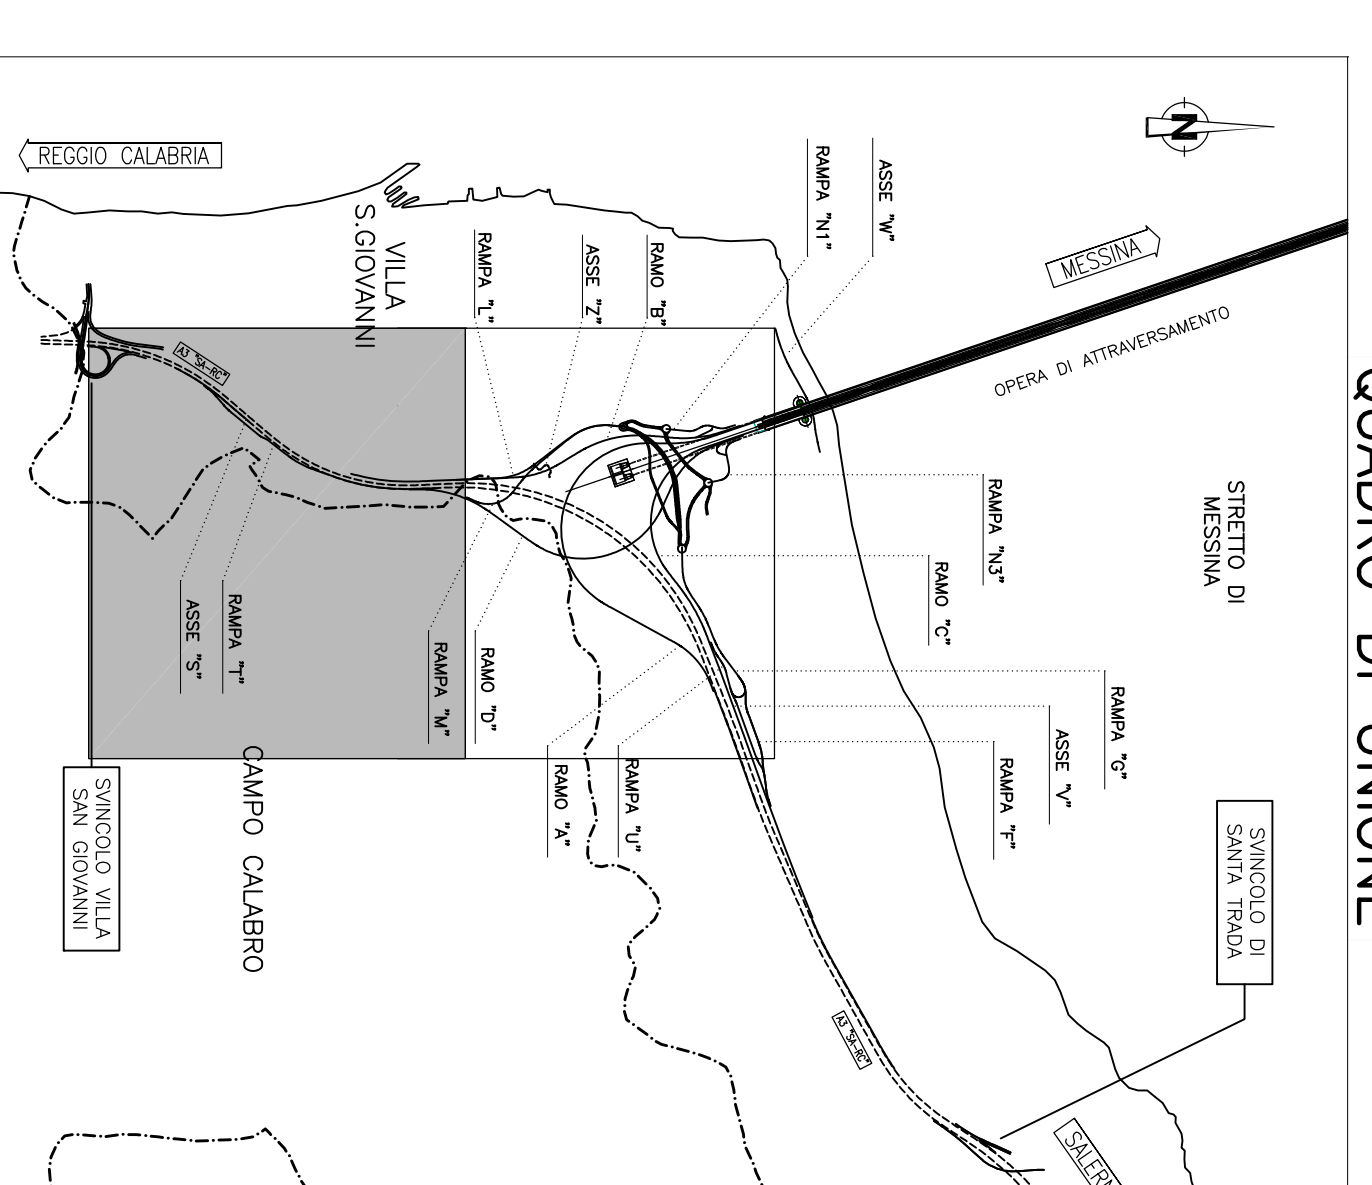 QUADRO DI UNIONE
N
REGGIO CALABRIA
MESSINA
OPERA DI ATTRAVERSAMENTO
STRETTO DI
MESSINA
VILLA
S.GIOVANNI
ASSE "W"
RAMPA "N1"
RAMO "B"
ASSE "Z"
RAMPA "L"
A3 "SA-RC"
RAMPA "N3"
RAMO "C"
RAMPA "G"
ASSE "V"
RAMPA "F"
RAMPA "U"
RAMO "A"
RAMO "D"
RAMPA "M"
RAMPA "T"
ASSE "S"
CAMPO CALABRO
SVINCOLO VILLA
SAN GIOVANNI
SVINCOLO DI
SANTA TRADA
A3 "SA-RC"
SALER